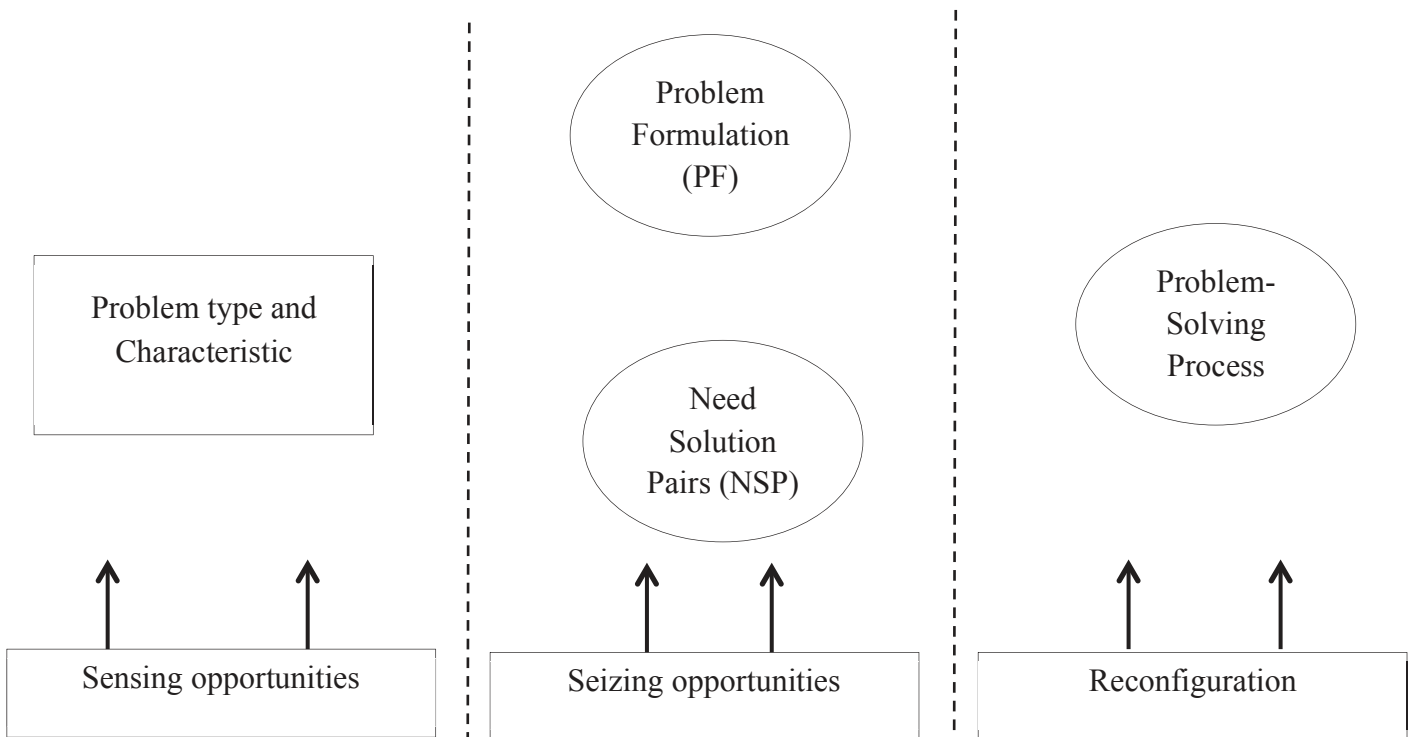 Problem
Formulation
(PF)
Problem type and
Characteristic
Problem-
Solving
Process
Need
Solution
Pairs (NSP)
Sensing opportunities
Seizing opportunities
Reconfiguration